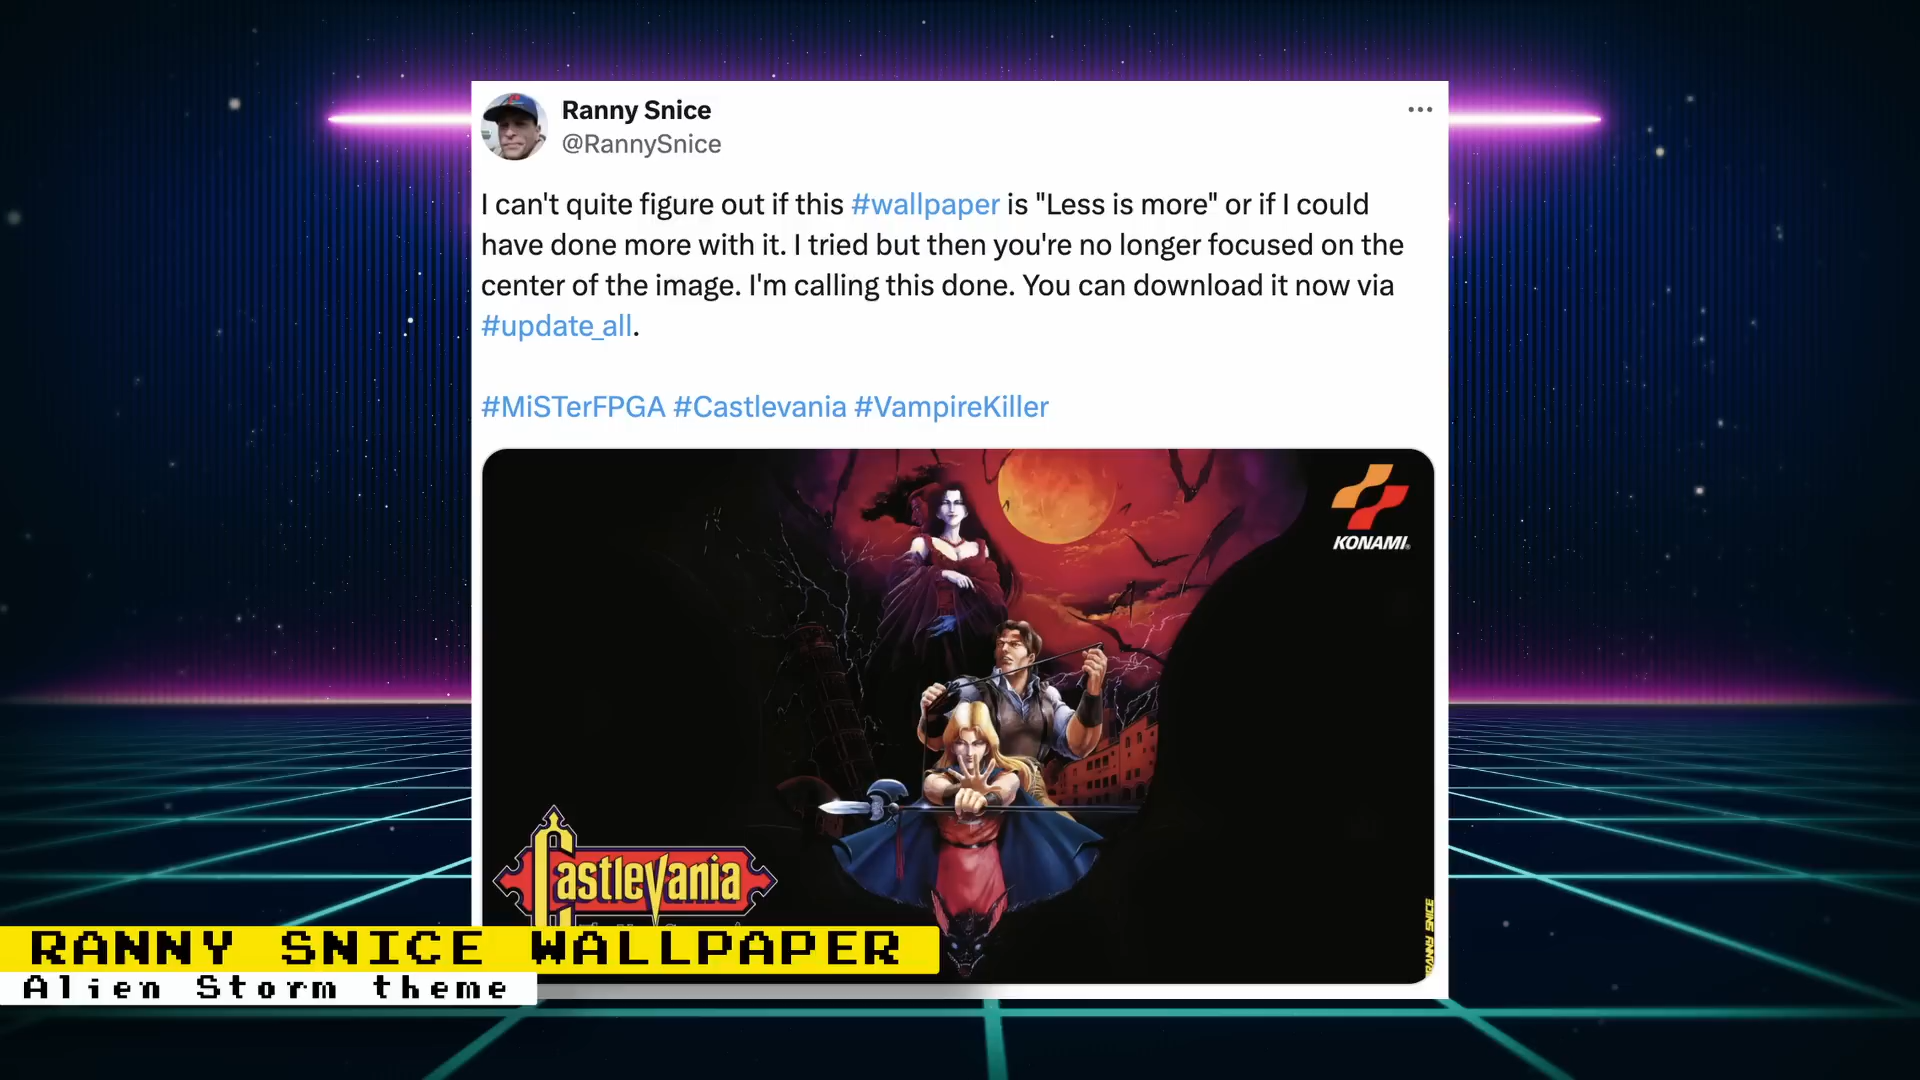 Ranny Snice
@RannySnice
I can't quite figure out if this #wallpaper is "Less is more" or if I could
have done more with it. I tried but then you're no longer focused on the
center of the image. I'm calling this done. You can download it now via
#update_all.
#MiSTerFPGA #Castlevania #VampireKiller
KONAMI
Castlevania
RANNY SNICE
RANNY SNICE WALLPAPER
Alien Storm theme